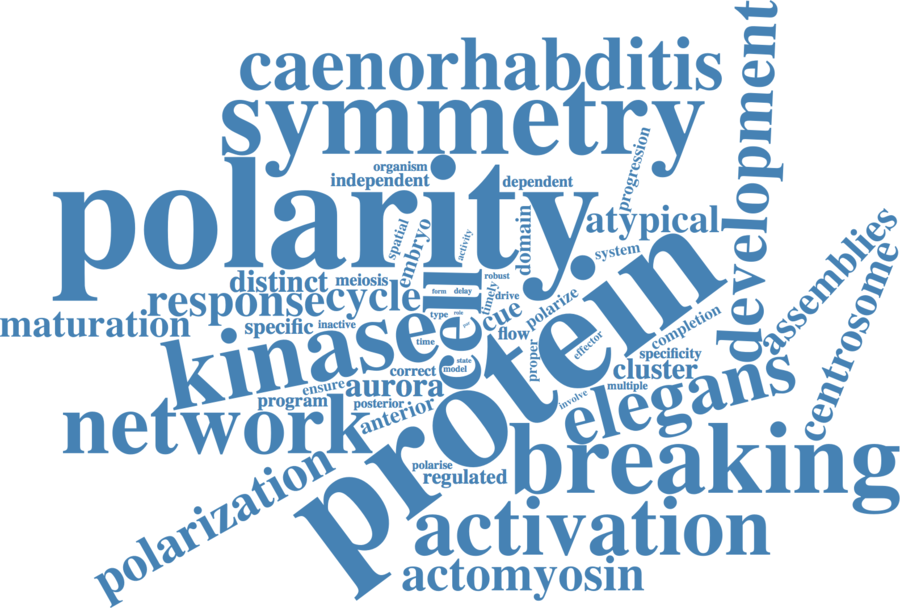 development
caenorhabditis
symmetry
progression
organism
independent
dependent
polarity
atypical
spatial
embryo
activity
domain
system
protein
assemblies
centrosome
distinct
meiosis
robust
response
cycle
form
delay
timely
drive
cell
cue
polarize
maturation
specific
inactive
type
role
par
flow
effector
completion
kinase
time
proper
specificity
state
model
correct
cluster
ensure
aurora
multiple
elegans
program
posterior
anterior
involve
network
breaking
polarise
regulated
polarization
activation
actomyosin